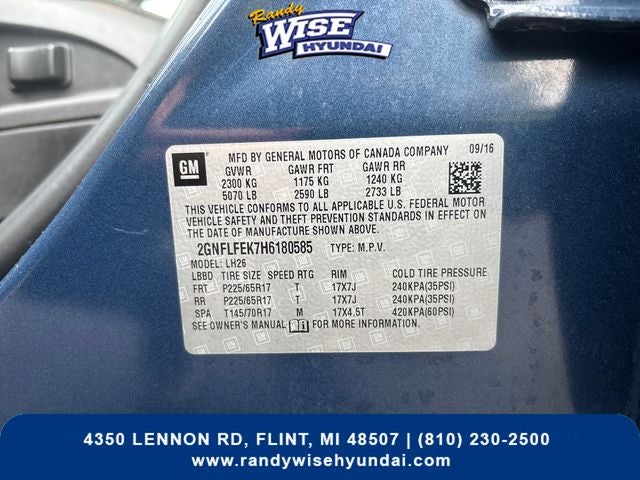 Randy
WISE
HYUNDAI
GM
MFD BY GENERAL MOTORS OF CANADA COMPANY 09/16
GVWR GAWR FRT GAWR RR
2300 KG 1175 KG 1240 KG
5070 LB 2590 LB 2733 LB
THIS VEHICLE CONFORMS TO ALL APPLICABLE U.S. FEDERAL MOTOR
VEHICLE SAFETY AND THEFT PREVENTION STANDARDS IN EFFECT ON
THE DATE OF MANUFACTURE SHOWN ABOVE.
2GNFLFEK7H6180585 TYPE: M.P.V.
MODEL: LH26
LBBD TIRE SIZE SPEED RTG RIM COLD TIRE PRESSURE
FRT P225/65R17 T 17X7J 240KPA(35PSI)
RR P225/65R17 T 17X7J 240KPA(35PSI)
SPA T145/70R17 M 17X4.5T 420KPA(60PSI)
SEE OWNER'S MANUAL FOR MORE INFORMATION.
4350 LENNON RD, FLINT, MI 48507 | (810) 230-2500
www.randywisehyundai.com